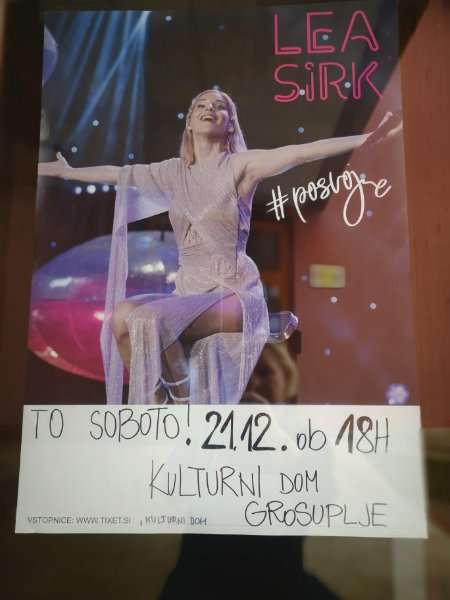 LEA
SiRK
#posvoje
TO SOBOTO! 21.12. ob 18H
KULTURNI DOM
GROSUPLJE
VSTOPNICE: WWW.TIXET.SI , KULTURNI DOM